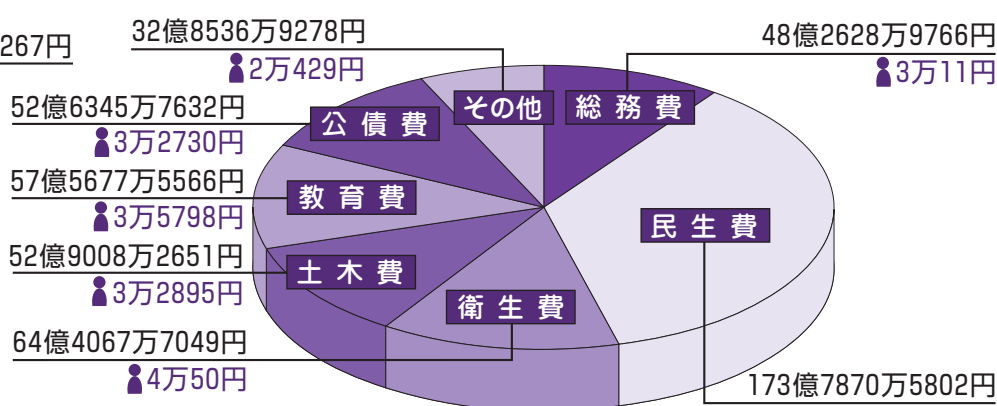 267円
32億8536万9278円
2万429円
48億2628万9766円
3万11円
52億6345万7632円
3万2730円
57億5677万5566円
3万5798円
52億9008万2651円
3万2895円
64億4067万7049円
4万50円
173億7870万5802円
その他
総務費
公債費
教育費
民生費
土木費
衛生費